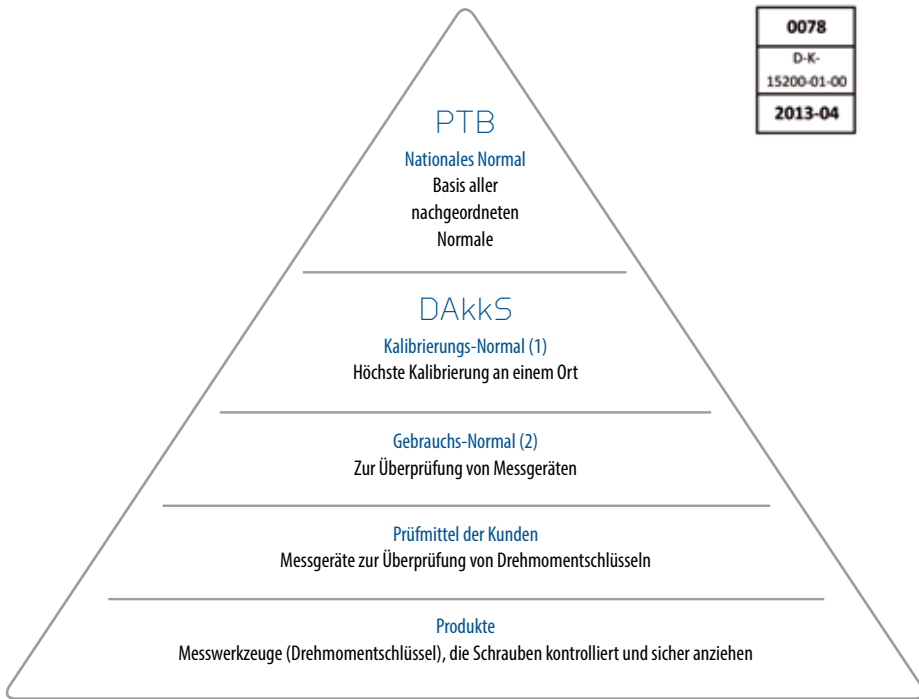 0078
D-K-
15200-01-00
2013-04
PTB
Nationales Normal
Basis aller
nachgeordneten
Normale
DAkkS
Kalibrierungs-Normal (1)
Höchste Kalibrierung an einem Ort
Gebrauchs-Normal (2)
Zur Überprüfung von Messgeräten
Prüfmittel der Kunden
Messgeräte zur Überprüfung von Drehmomentschlüsseln
Produkte
Messwerkzeuge (Drehmomentschlüssel), die Schrauben kontrolliert und sicher anziehen